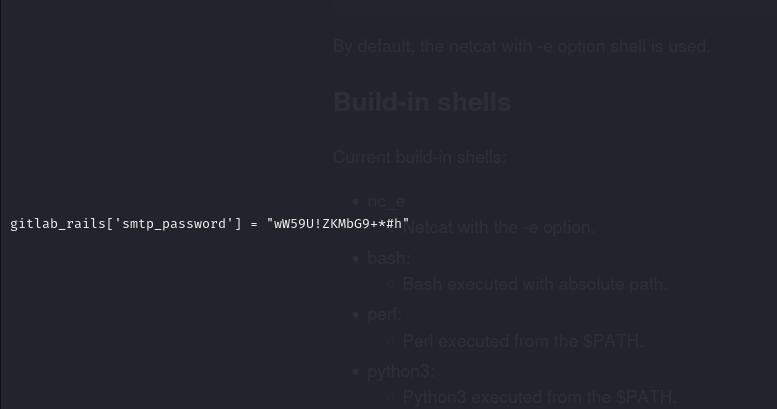 By default, the netcat with -e option shell is used.
Build-in shells
Current build-in shells:
nc_e
gitlab_rails['smtp_password'] = "wW59U!ZKMbG9+*#h"
Netcat with the -e option.
bash:
Bash executed with absolute path.
perl:
Perl executed from the $PATH.
python3:
Python3 executed from the $PATH.